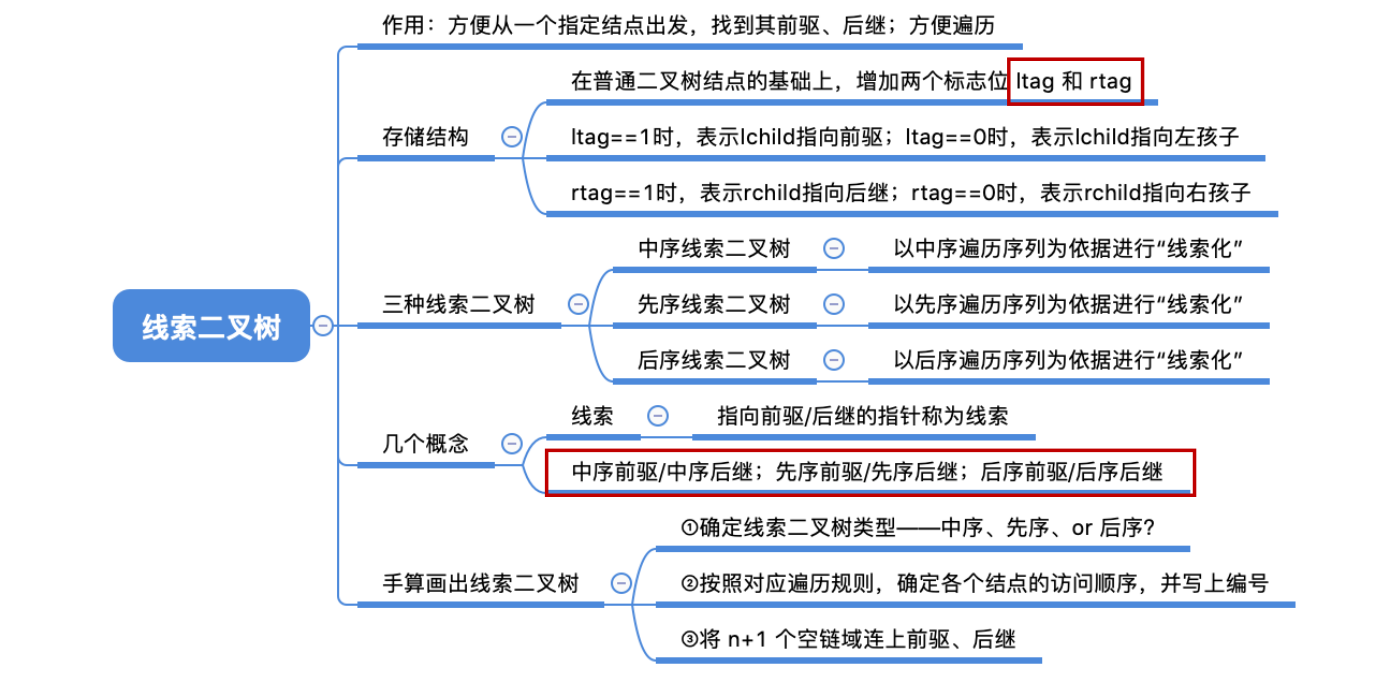 作用：方便从一个指定结点出发，找到其前驱、后继；方便遍历
在普通二叉树结点的基础上，增加两个标志位 ltag 和 rtag
存储结构
ltag==1时，表示lchild指向前驱；ltag==0时，表示lchild指向左孩子
rtag==1时，表示rchild指向后继；rtag==0时，表示rchild指向右孩子
中序线索二叉树
以中序遍历序列为依据进行“线索化”
三种线索二叉树
先序线索二叉树
以先序遍历序列为依据进行“线索化”
线索二叉树
后序线索二叉树
以后序遍历序列为依据进行“线索化”
线索
指向前驱/后继的指针称为线索
几个概念
中序前驱/中序后继；先序前驱/先序后继；后序前驱/后序后继
①确定线索二叉树类型——中序、先序、or 后序？
手算画出线索二叉树
②按照对应遍历规则，确定各个结点的访问顺序，并写上编号
③将 n+1 个空链域连上前驱、后继